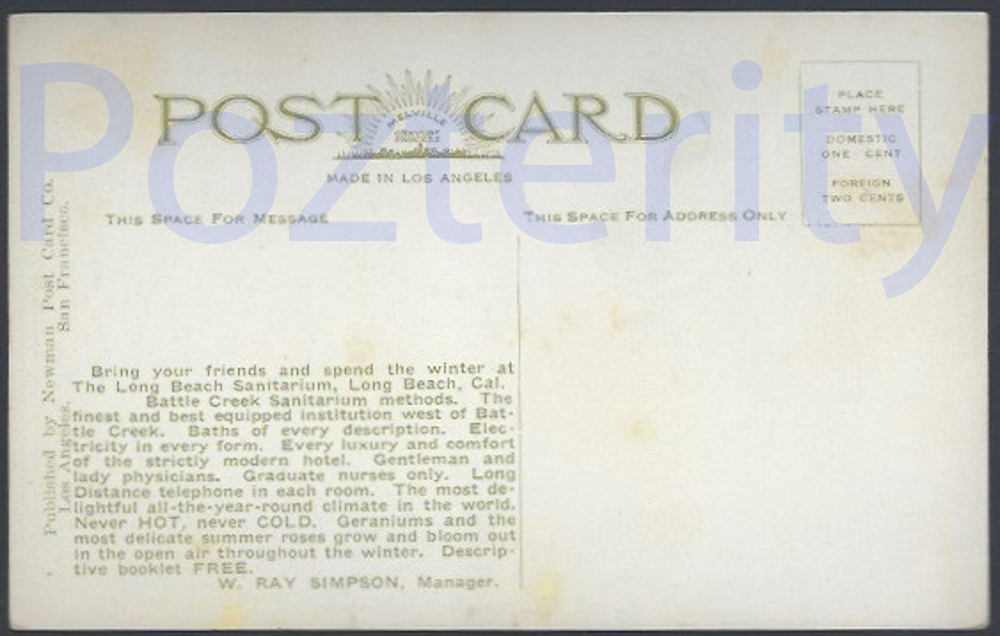 POST CARD
MELVILLE
GRAVURE
PROCESS
MADE IN LOS ANGELES
PLACE
STAMP HERE
DOMESTIC
ONE CENT
FOREIGN
TWO CENTS
THIS SPACE FOR MESSAGE
THIS SPACE FOR ADDRESS ONLY
Pozterity
Published by Newman Post Card Co.
Los Angeles. San Francisco.
Bring your friends and spend the winter at
The Long Beach Sanitarium, Long Beach, Cal.
Battle Creek Sanitarium methods. The
finest and best equipped institution west of Bat-
tle Creek. Baths of every description. Elec-
tricity in every form. Every luxury and comfort
of the strictly modern hotel. Gentleman and
lady physicians. Graduate nurses only. Long
Distance telephone in each room. The most de-
lightful all-the-year-round climate in the world.
Never HOT, never COLD. Geraniums and the
most delicate summer roses grow and bloom out
in the open air throughout the winter. Descrip-
tive booklet FREE.
W. RAY SIMPSON, Manager.